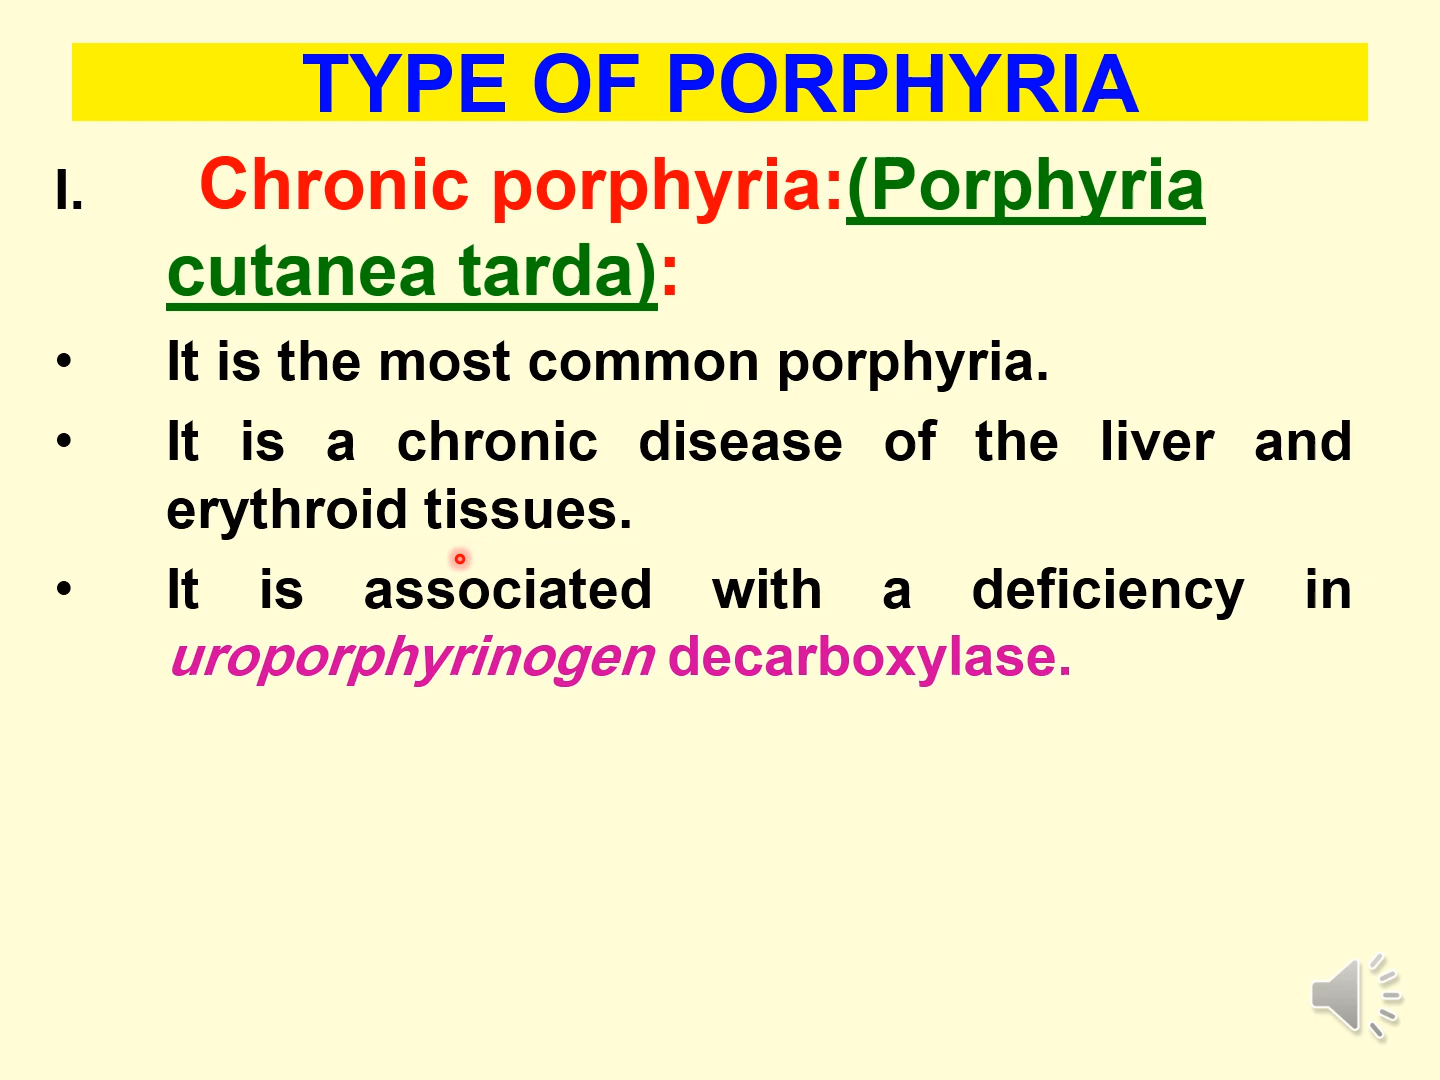 TYPE OF PORPHYRIA
I. Chronic porphyria:(Porphyria
cutanea tarda):
• It is the most common porphyria.
• It is a chronic disease of the liver and
erythroid tissues.
• It is associated with a deficiency in
uroporphyrinogen decarboxylase.